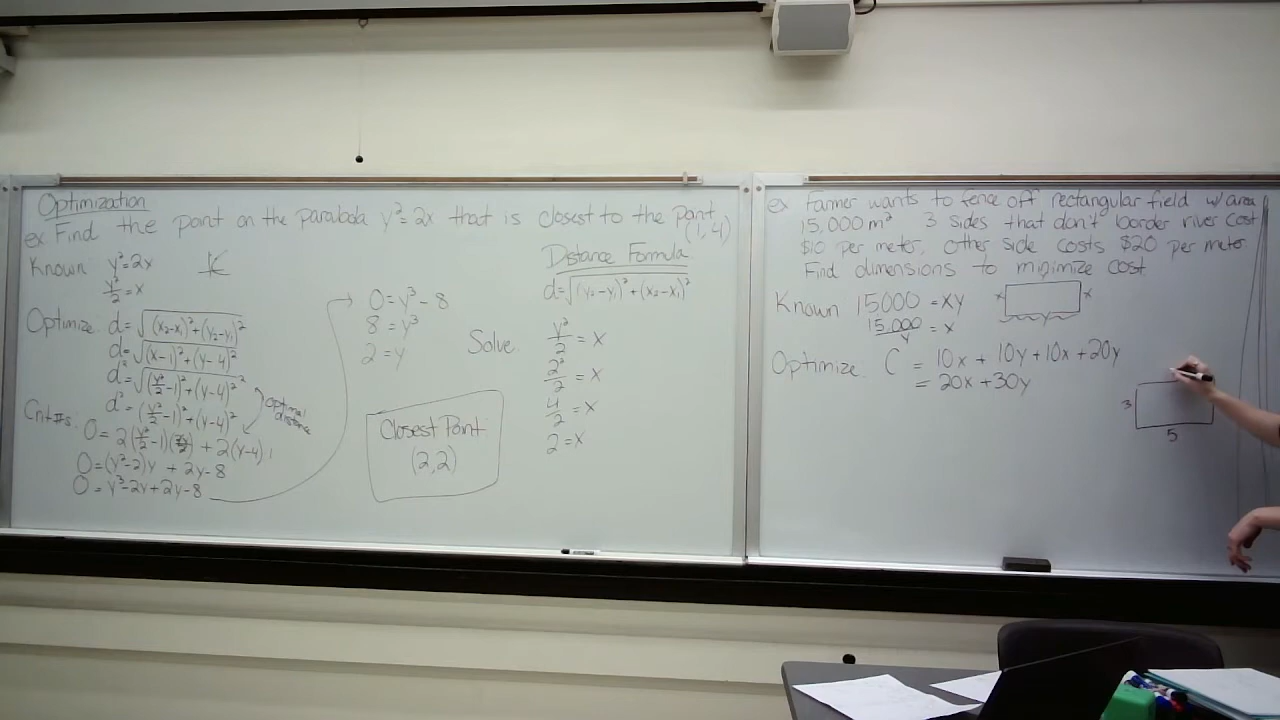 Optimization
ex Find the point on the parabola y²=2x that is closest to the point (1,4)
Known y²=2x
y²/2 = x
Optimize d=√((x₂-x₁)²+(y₂-y₁)²
d=√(x-1)²+(y-4)²
d²=√(y²/2-1)²+(y-4)²²
d²=(y²/2-1)²+(y-4)²
optimal distance
Crit#s. 0=2(y²/2-1)(2y/2)+2(y-4)1
0=(y²-2)y+2y-8
0=y³-2y+2y-8
0=y³-8
8=y³
2=y
Closest Point
(2,2)
Distance Formula
d=√(y₂-y₁)²+(x₂-x₁)²
Solve y²/2 = x
2²/2 = x
4/2 = x
2=x
ex Farmer wants to fence off rectangular field w/ area
15,000 m² 3 sides that don't border river cost
$10 per meter, other side costs $20 per meter
Find dimensions to minimize cost
Known 15000 = xy
x x
y
15,000/y = x
Optimize C = 10x + 10y + 10x + 20y
= 20x + 30y
3
5